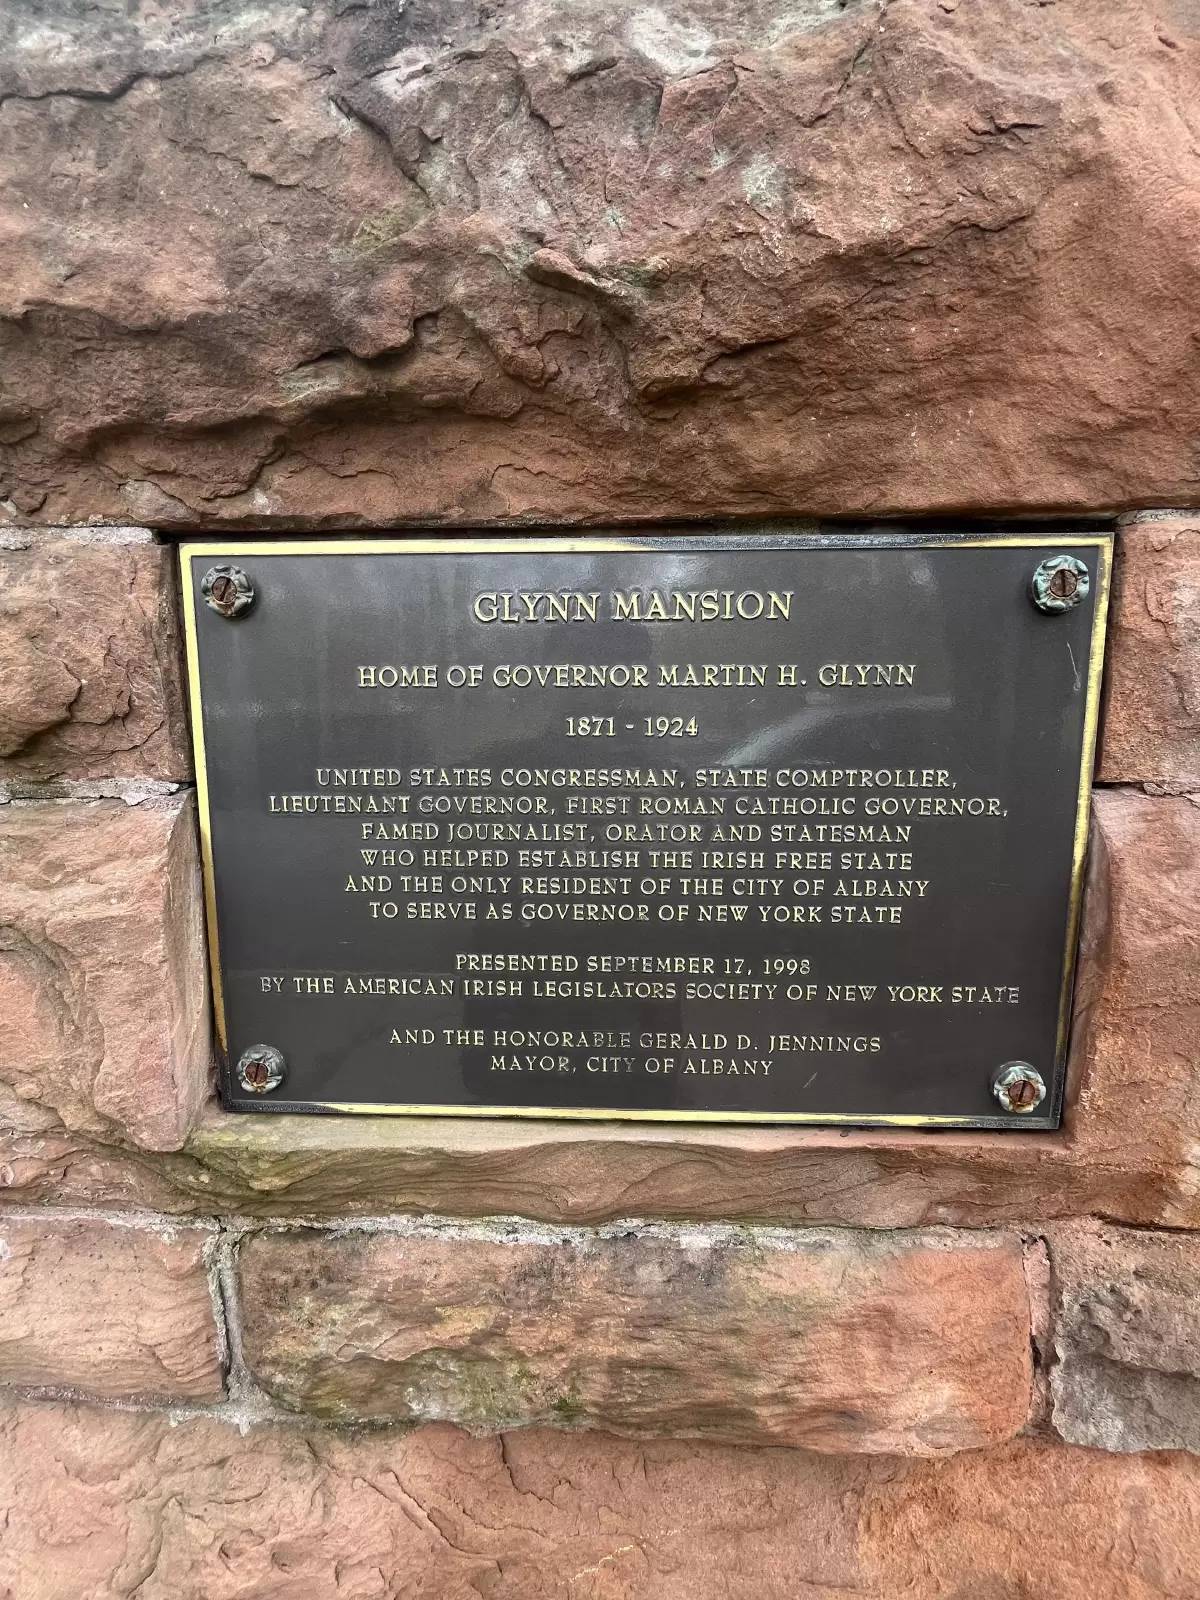 GLYNN MANSION
HOME OF GOVERNOR MARTIN H. GLYNN
1871 - 1924
UNITED STATES CONGRESSMAN, STATE COMPTROLLER,
LIEUTENANT GOVERNOR, FIRST ROMAN CATHOLIC GOVERNOR,
FAMED JOURNALIST, ORATOR AND STATESMAN
WHO HELPED ESTABLISH THE IRISH FREE STATE
AND THE ONLY RESIDENT OF THE CITY OF ALBANY
TO SERVE AS GOVERNOR OF NEW YORK STATE
PRESENTED SEPTEMBER 17, 1998
BY THE AMERICAN IRISH LEGISLATORS SOCIETY OF NEW YORK STATE
AND THE HONORABLE GERALD D. JENNINGS
MAYOR, CITY OF ALBANY